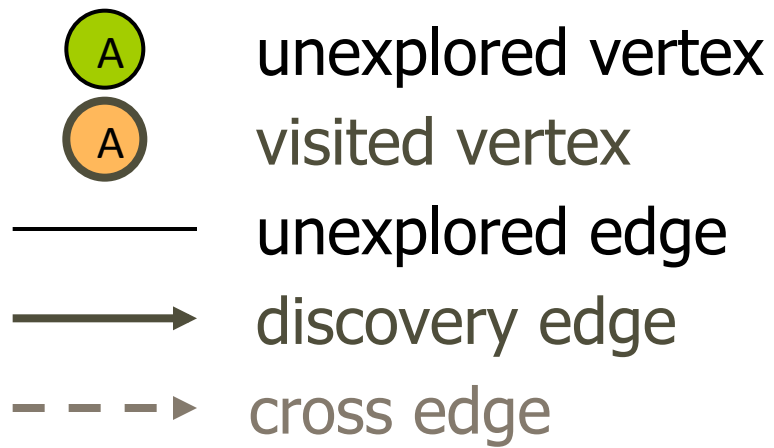 A unexplored vertex
A visited vertex
unexplored edge
discovery edge
cross edge